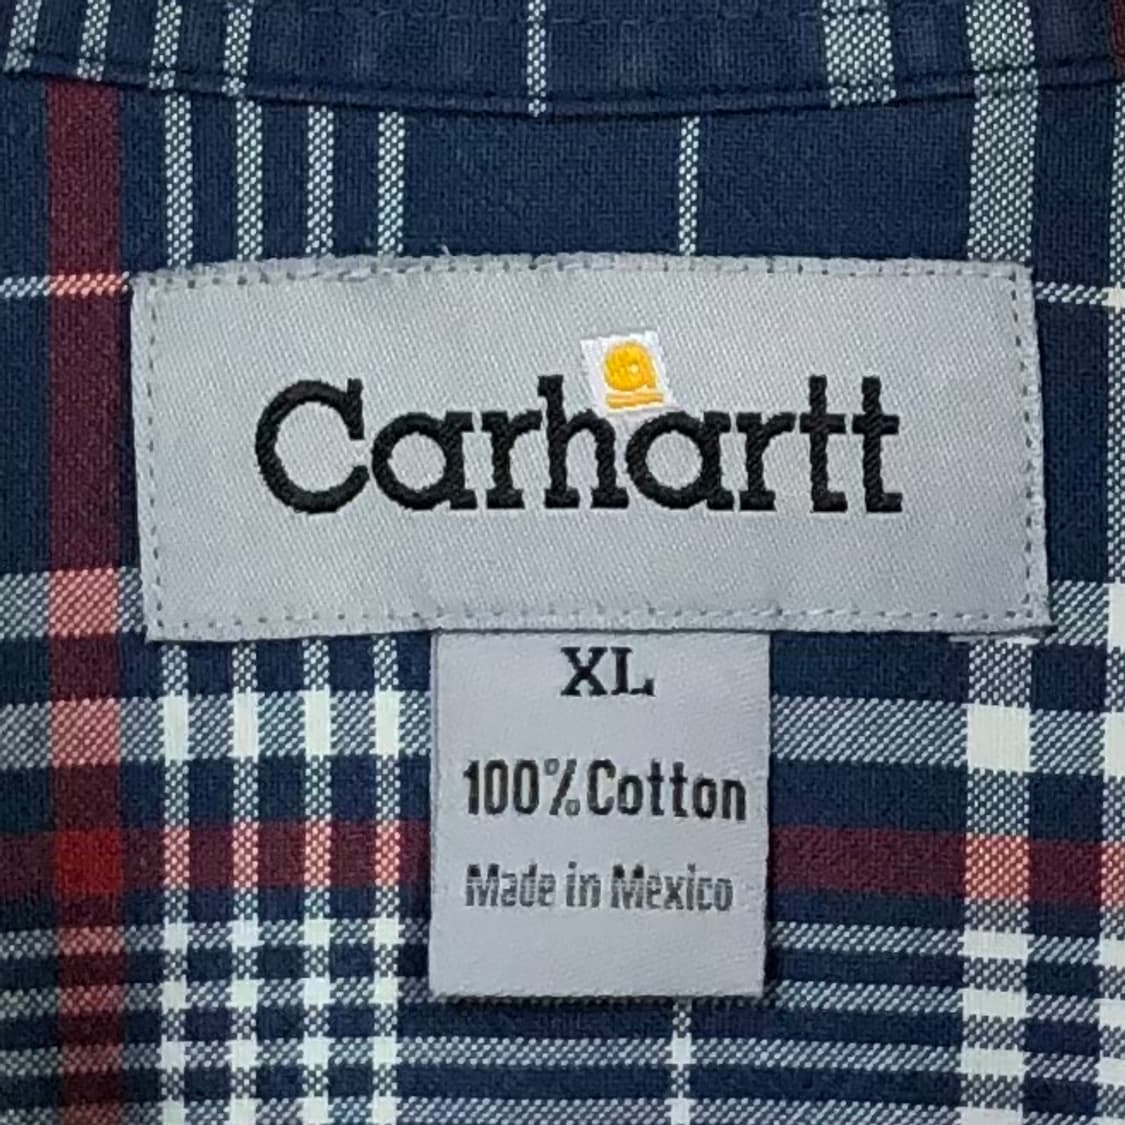 Carhartt
XL
100% Cotton
Made in Mexico